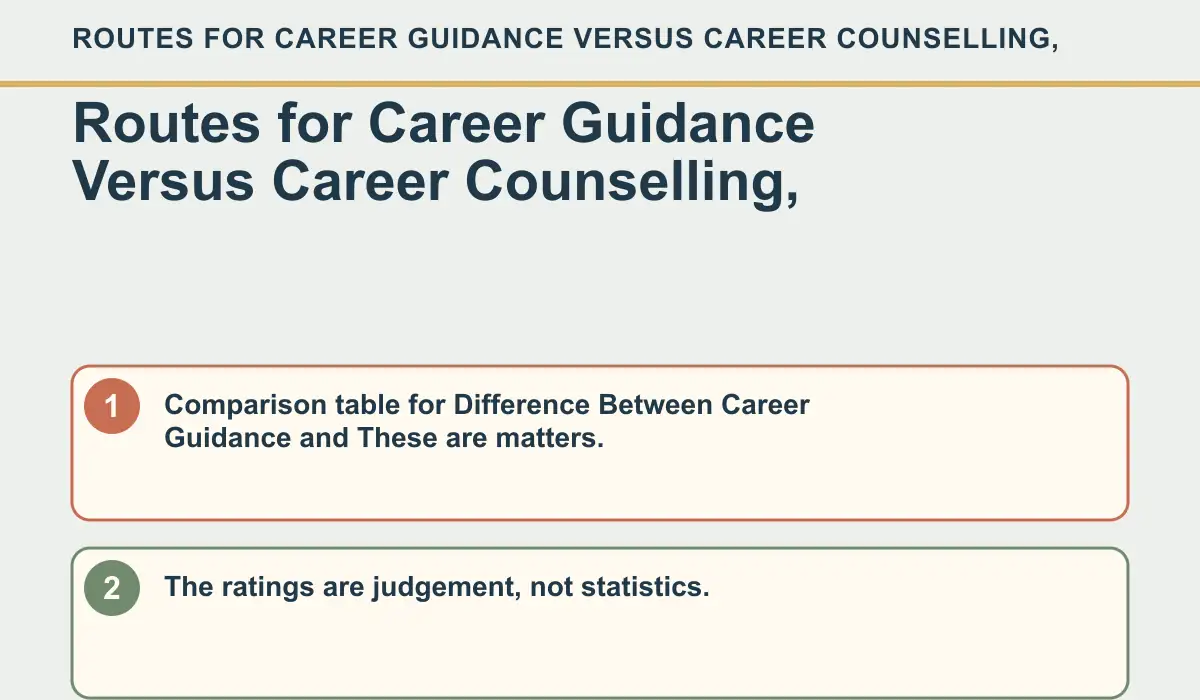 ROUTES FOR CAREER GUIDANCE VERSUS CAREER COUNSELLING,
Routes for Career Guidance
Versus Career Counselling,
1
Comparison table for Difference Between Career
Guidance and These are matters.
2
The ratings are judgement, not statistics.